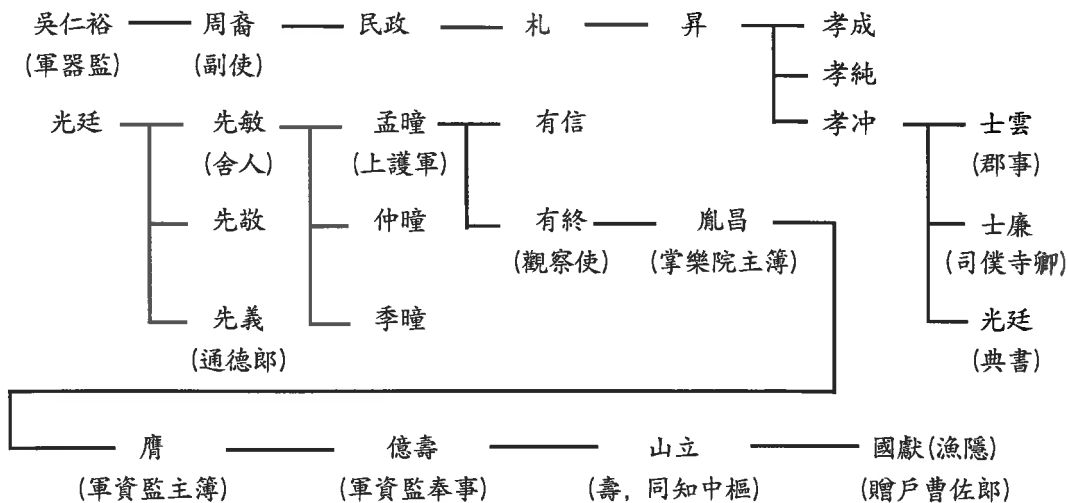 吳仁裕 周裔 民政 札 昇 孝成
(軍器監) (副使)
孝純
光廷 先敏 孟曈 有信 孝冲 士雲
(舍人) (上護軍) (郡事)
先敬 仲曈 有終 胤昌 士廉
(觀察使) (掌樂院主簿) (司僕寺卿)
先義 季曈 光廷
(通德郎) (典書)
膺 億壽 山立 國獻(漁隱)
(軍資監主簿) (軍資監奉事) (壽, 同知中樞) (贈戶曹佐郎)